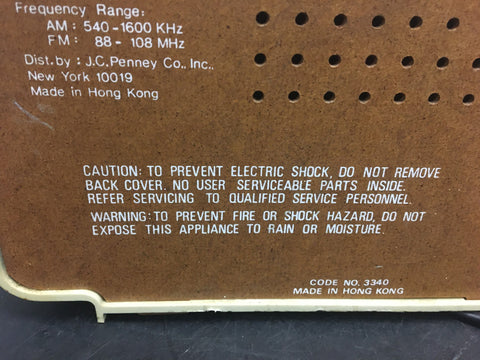 Frequency Range:
AM : 540-1600 KHz
FM : 88 - 108 MHz
Dist. by : J.C. Penney Co., Inc.,
New York 10019
Made in Hong Kong
CAUTION: TO PREVENT ELECTRIC SHOCK, DO NOT REMOVE
BACK COVER. NO USER SERVICEABLE PARTS INSIDE.
REFER SERVICING TO QUALIFIED SERVICE PERSONNEL.
WARNING: TO PREVENT FIRE OR SHOCK HAZARD, DO NOT
EXPOSE THIS APPLIANCE TO RAIN OR MOISTURE.
CODE NO. 3340
MADE IN HONG KONG